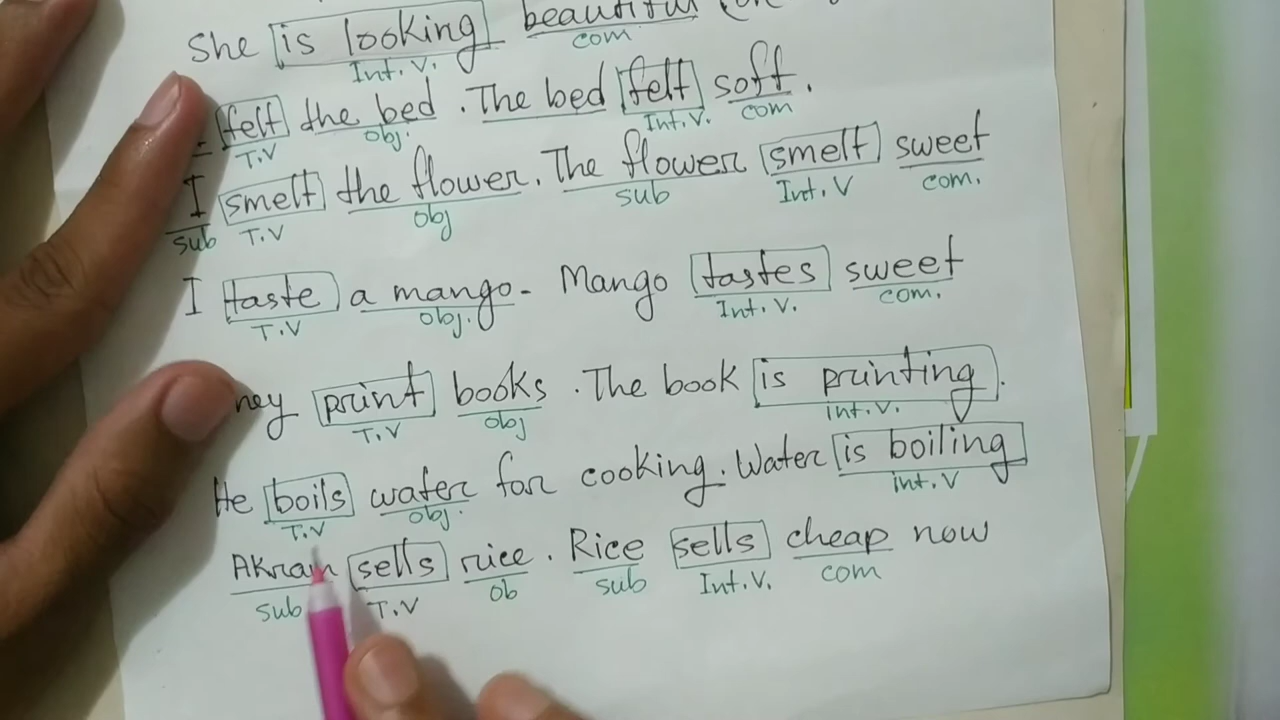 She is looking beautiful
com
Int. V.
felt the bed. The bed felt soft.
T.V obj. Int. V. com
I smelt the flower. The flower smelt sweet
sub T.V obj sub Int. V com.
I taste a mango. Mango tastes sweet
T.V obj. Int. V. com.
hey print books. The book is printing.
T.V obj int. V.
He boils water for cooking. Water is boiling
T.V obj. int. V
Akram sells rice. Rice sells cheap now
sub T.V ob sub Int. V. com